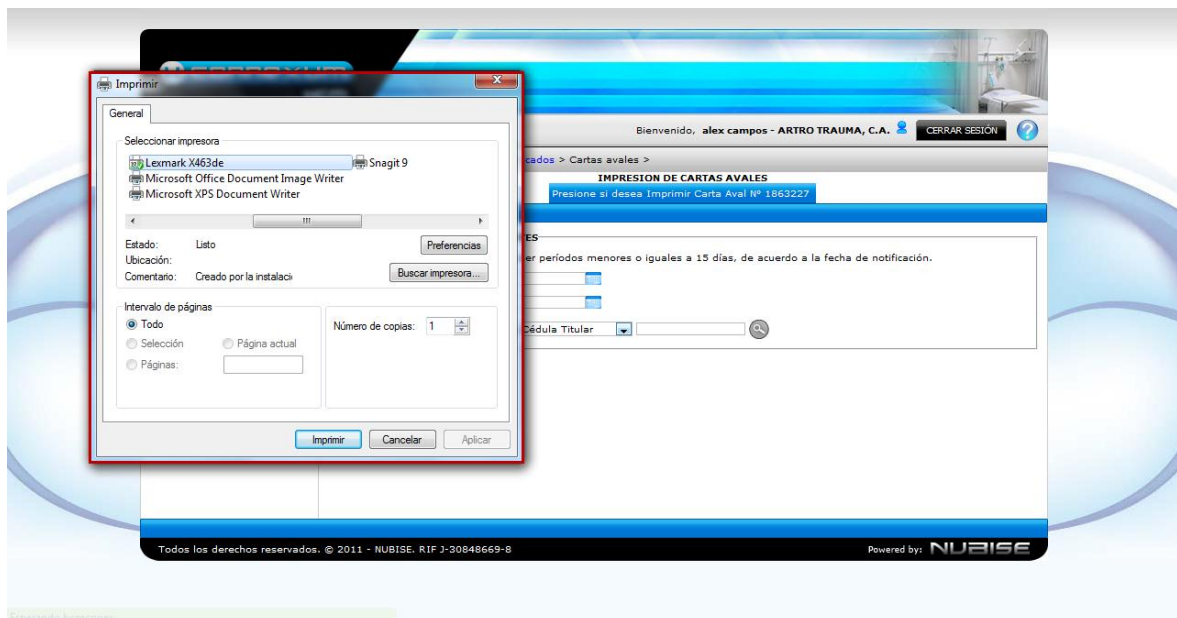 Imprimir
General
Seleccionar impresora
Lexmark X463de
Snagit 9
Microsoft Office Document Image Writer
Microsoft XPS Document Writer
Estado: Listo
Preferencias
Ubicación:
Comentario: Creado por la instalaci
Buscar impresora...
Intervalo de páginas
Todo
Selección
Página actual
Páginas:
Número de copias: 1
Imprimir
Cancelar
Aplicar
Bienvenido, alex campos - ARTRO TRAUMA, C.A.
CERRAR SESIÓN
cados > Cartas avales >
IMPRESION DE CARTAS AVALES
Presione si desea Imprimir Carta Aval Nº 1863227
ES
er períodos menores o iguales a 15 días, de acuerdo a la fecha de notificación.
Cédula Titular
Todos los derechos reservados. © 2011 - NUBISE. RIF J-30848669-8
Powered by: NUBISE